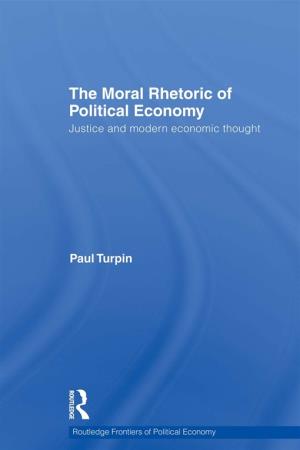 The Moral Rhetoric of
Political Economy
Justice and modern economic thought
Paul Turpin
ROUTLEDGE
Routledge Frontiers of Political Economy